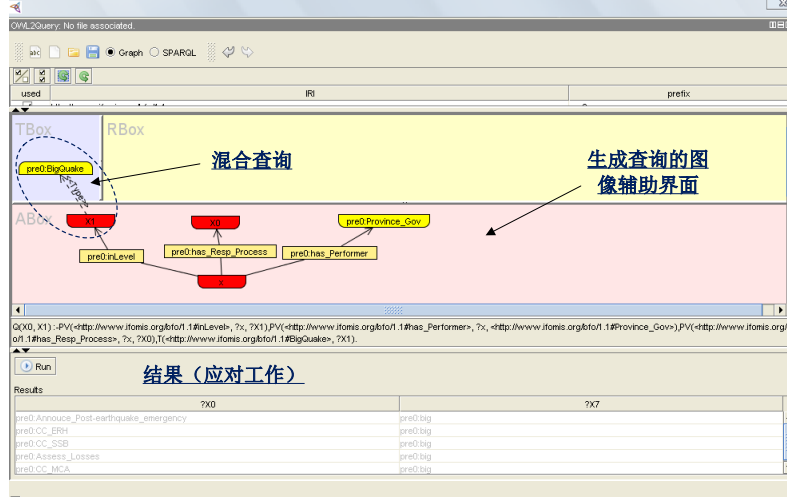 OWL2Query: No file associated.
abc Graph SPARQL
used IRI prefix
TBox RBox
混合查询
生成查询的图
像辅助界面
pre0:BigQuake
<<Type>>
ABox X1 X0 pre0:Province_Gov
pre0:inLevel pre0:has_Resp_Process pre0:has_Performer
X
Q(X0, X1) :-PV(<http://www.ifomis.org/bfo/1.1#inLevel>, ?x, ?X1),PV(<http://www.ifomis.org/bfo/1.1#has_Performer>, ?x, <http://www.ifomis.org/bfo/1.1#Province_Gov>),PV(<http://www.ifomis.org/
o/1.1#has_Resp_Process>, ?x, ?X0),T(<http://www.ifomis.org/bfo/1.1#BigQuake>, ?X1).
Run
结果（应对工作）
Results
?X0 ?X7
pre0:Annouce_Post-earthquake_emergency pre0:big
pre0:CC_ERH pre0:big
pre0:CC_SSB pre0:big
pre0:Assess_Losses pre0:big
pre0:CC_MCA pre0:big